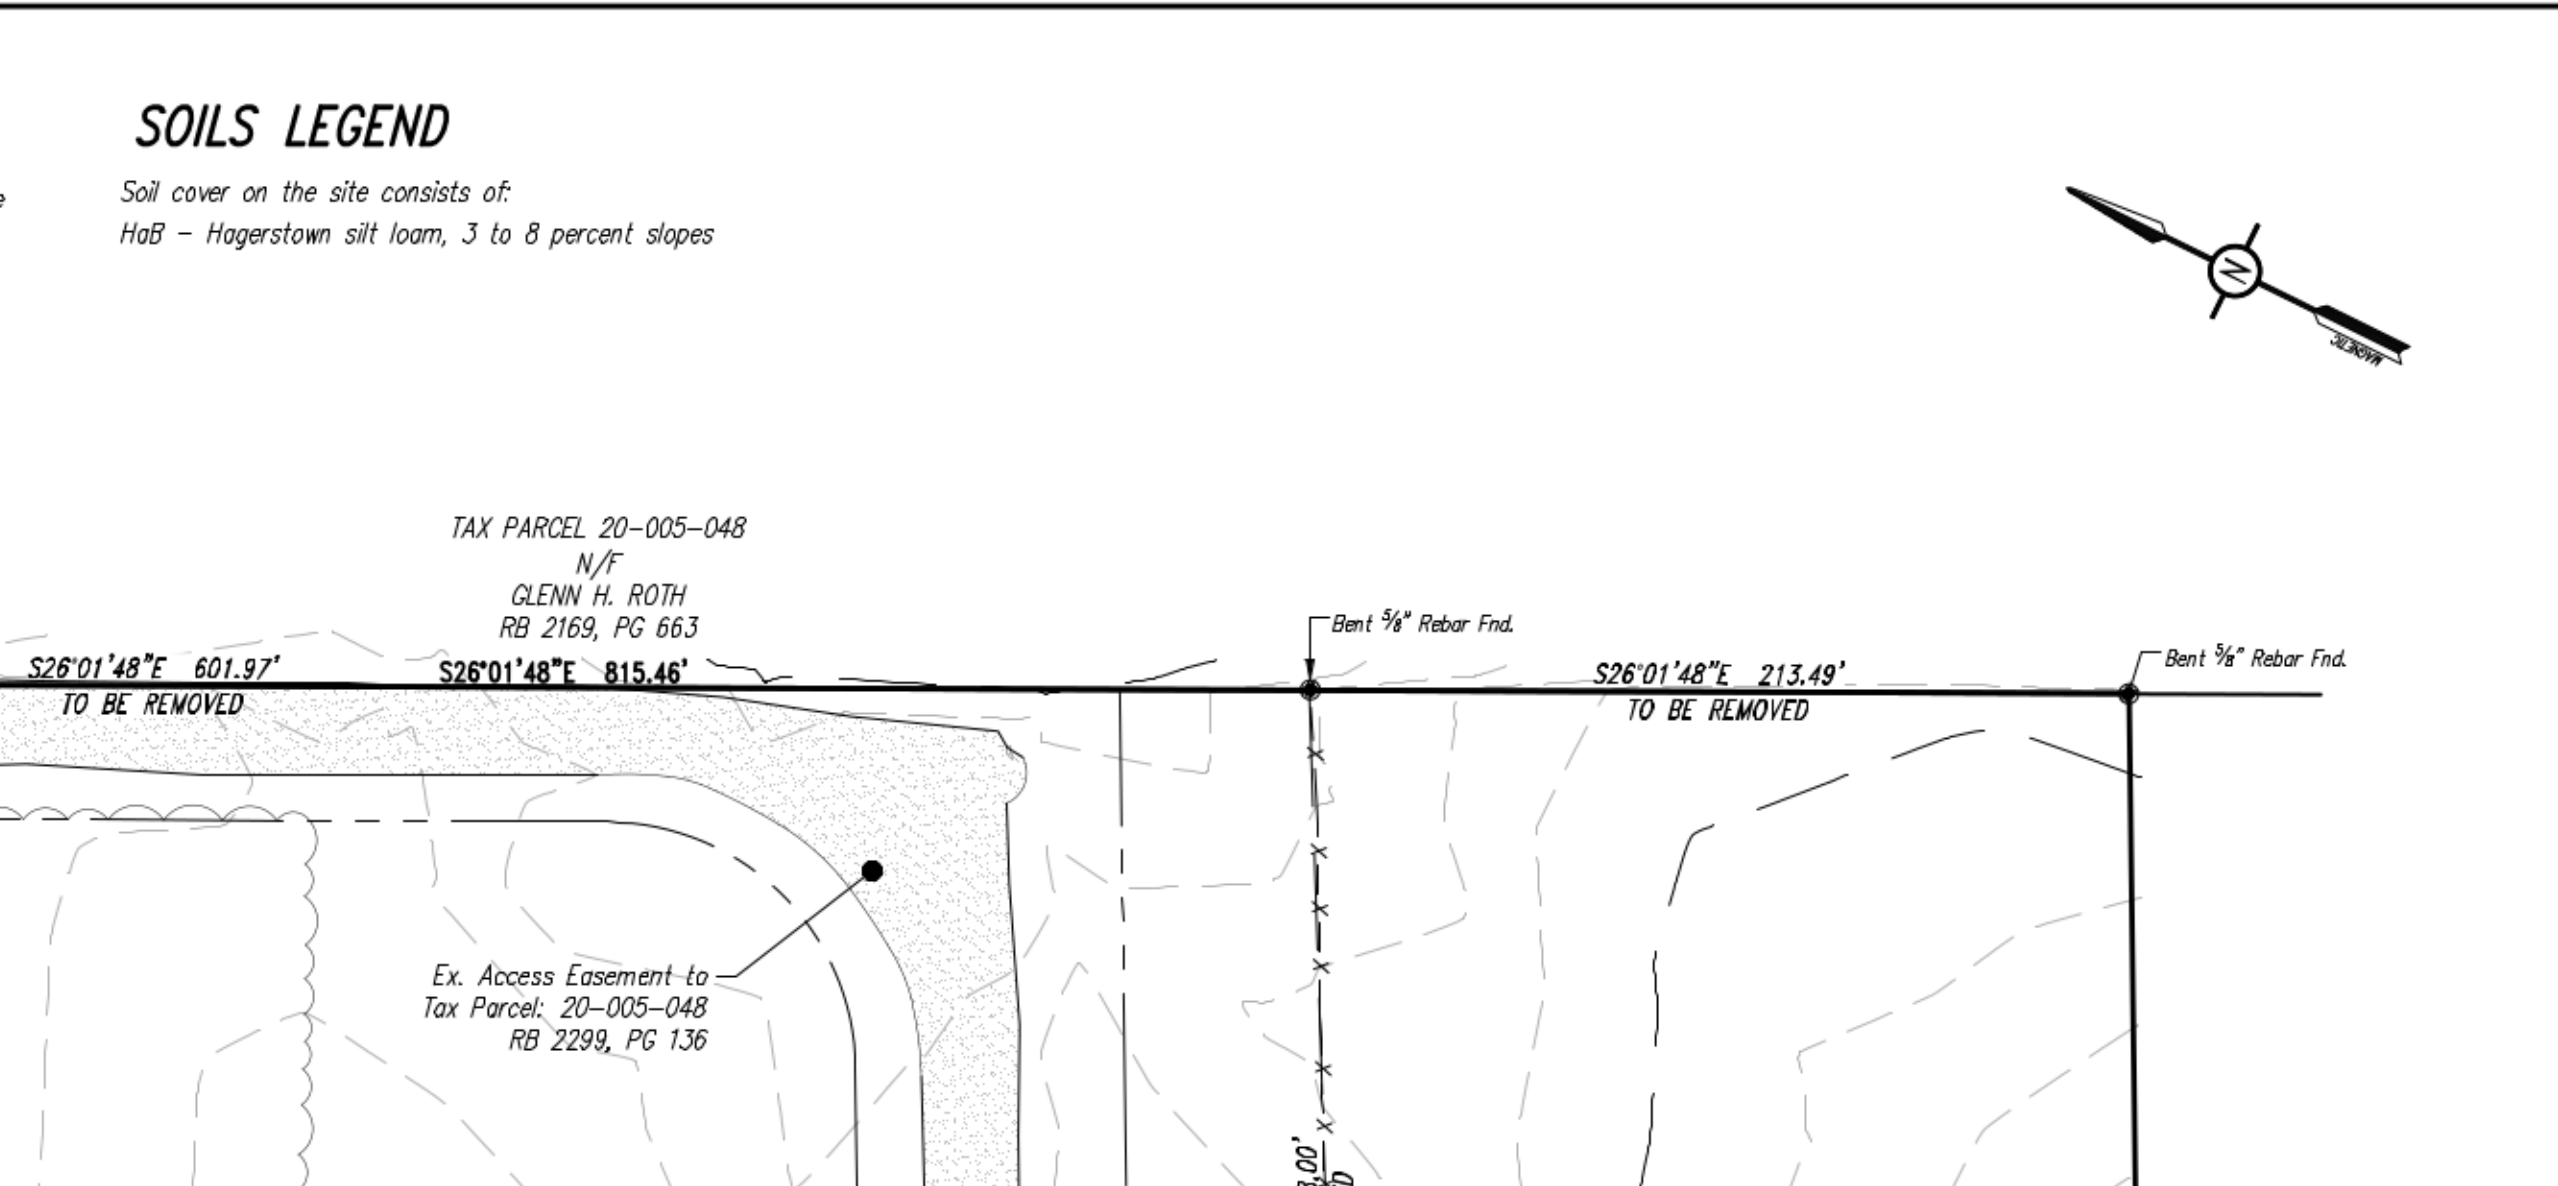 SOILS LEGEND
Soil cover on the site consists of:
HaB - Hagerstown silt loam, 3 to 8 percent slopes
N
MAGNETIC
TAX PARCEL 20-005-048
N/F
GLENN H. ROTH
RB 2169, PG 663
S26°01'48"E 601.97'
TO BE REMOVED
S26°01'48"E 815.46'
Bent 5/8" Rebar Fnd.
S26°01'48"E 213.49'
TO BE REMOVED
Bent 5/8" Rebar Fnd.
Ex. Access Easement to
Tax Parcel: 20-005-048
RB 2299, PG 136